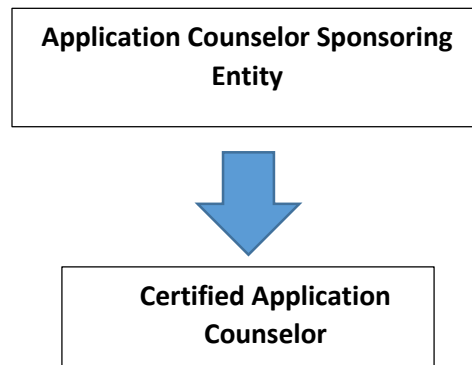 Application Counselor Sponsoring
Entity
Certified Application
Counselor